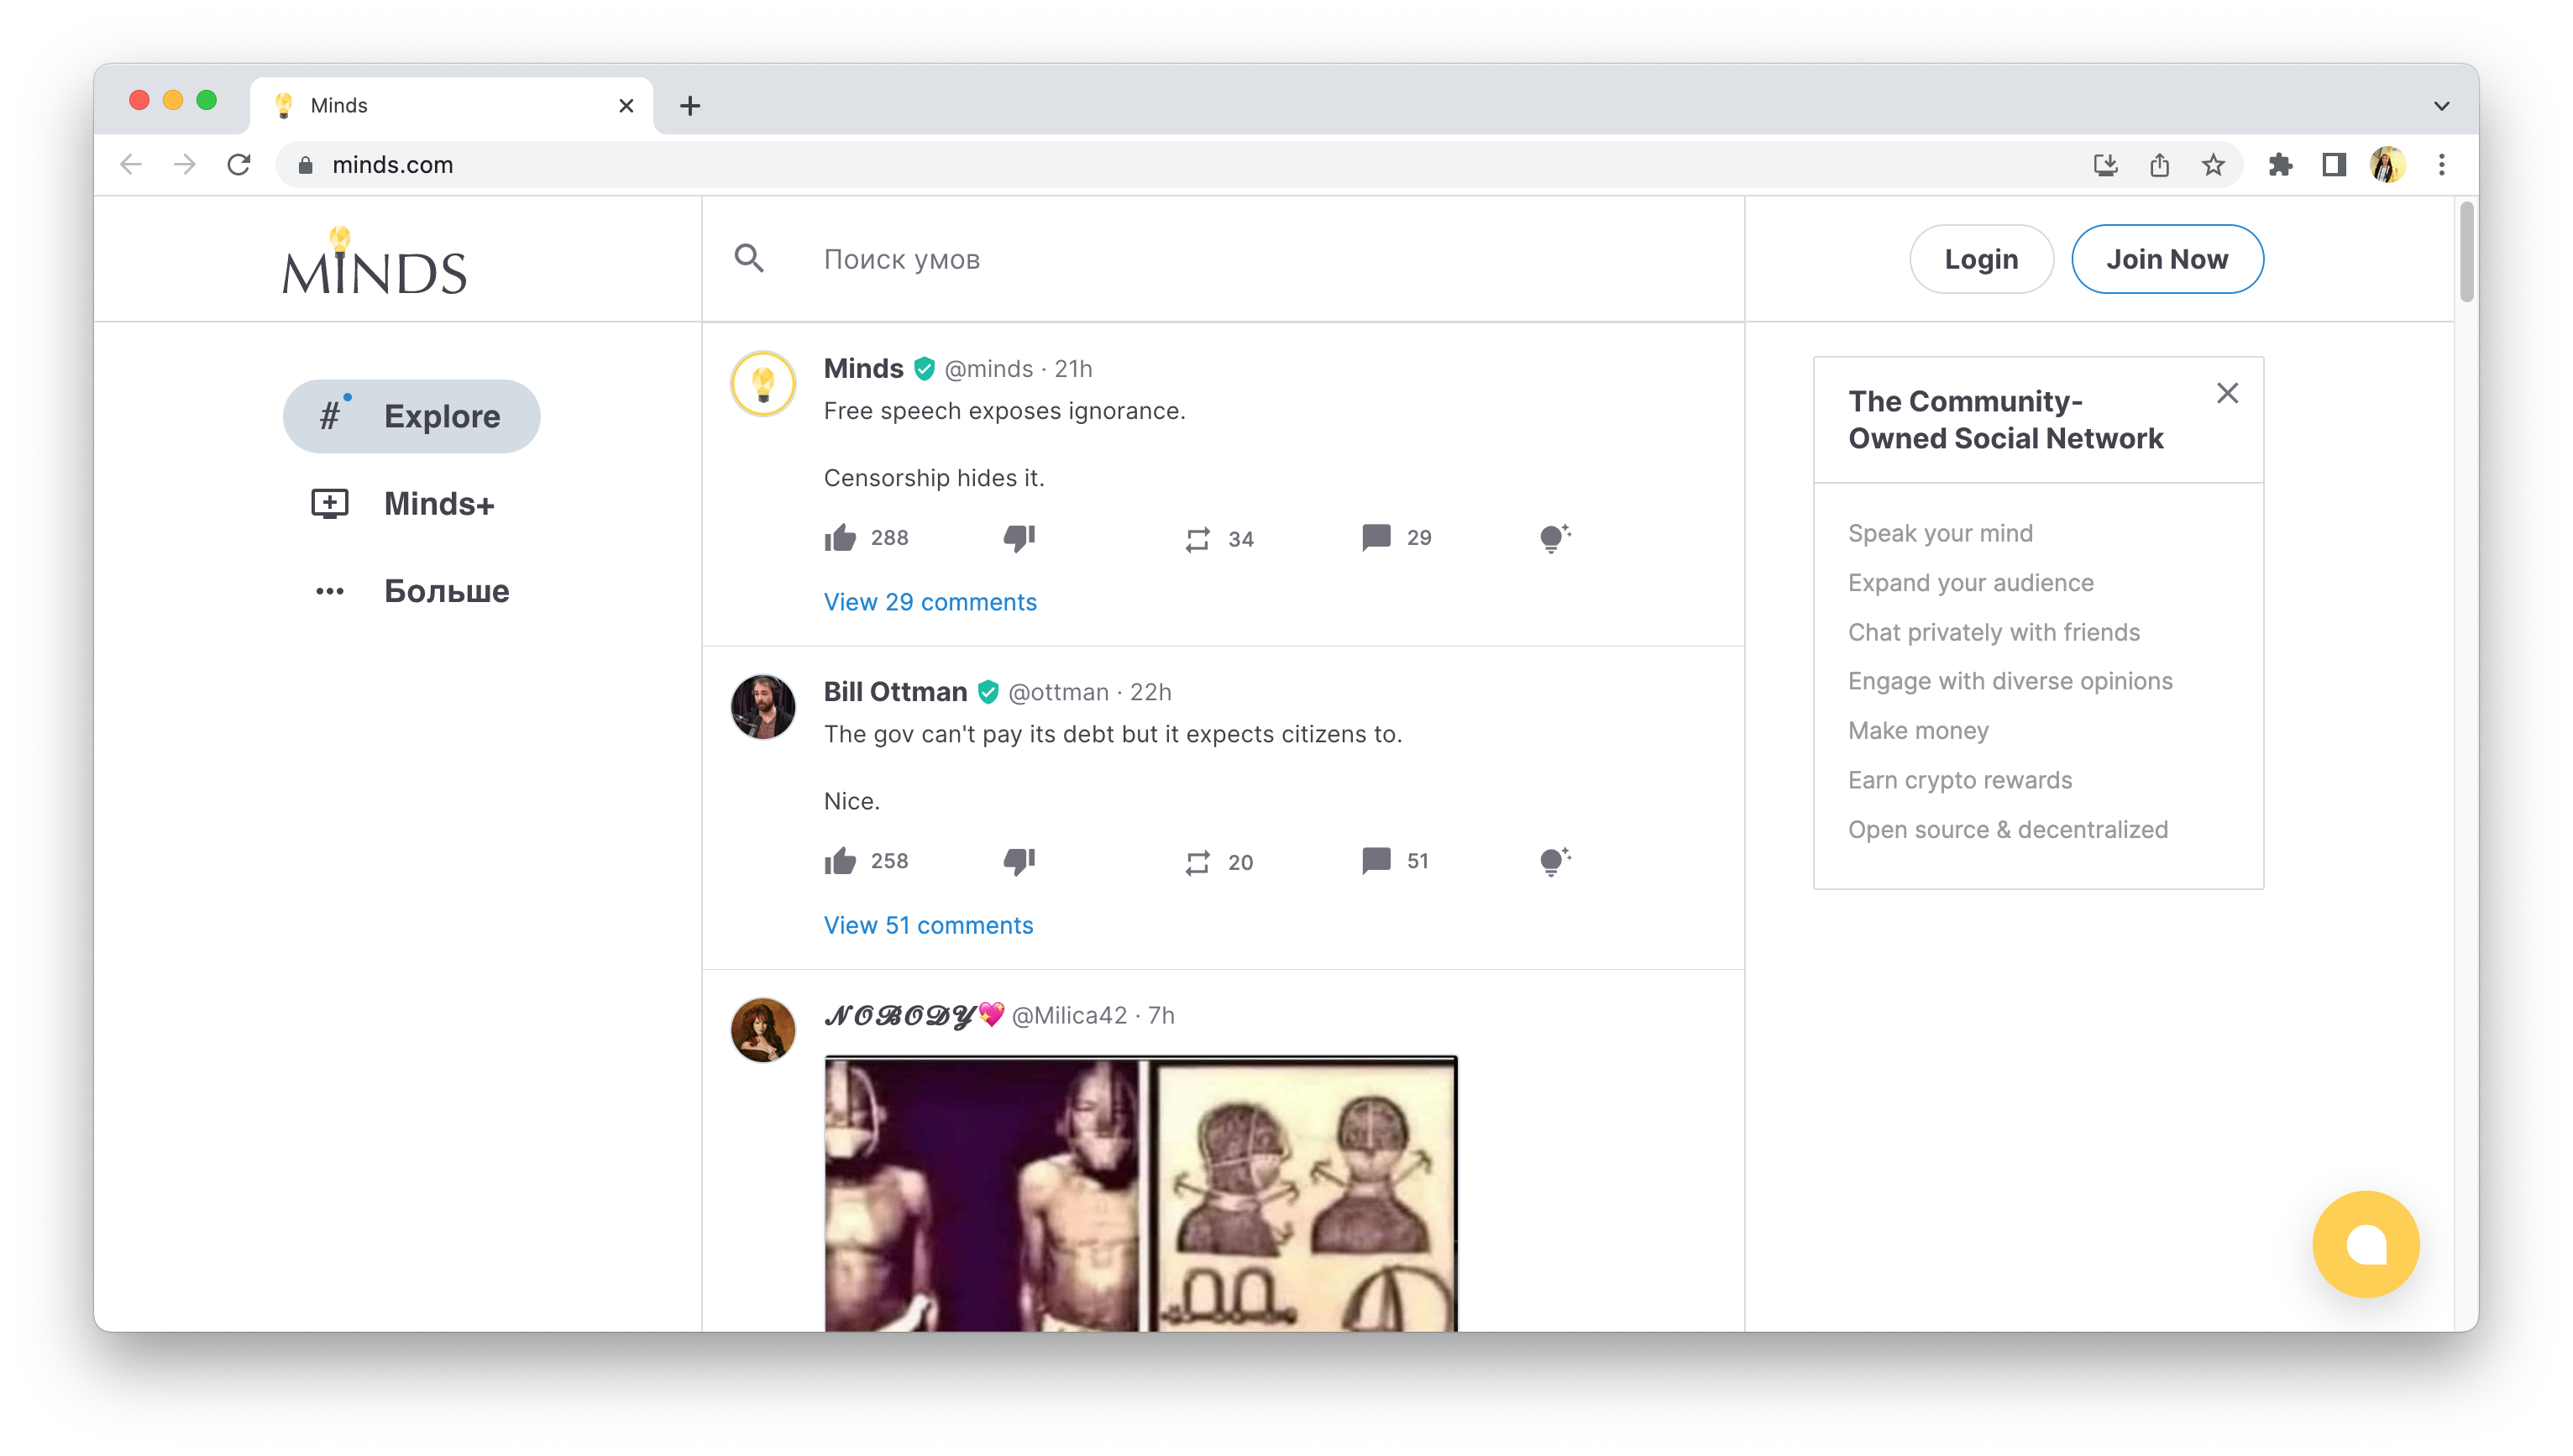 Minds
minds.com
MINDS
Поиск умов
Login
Join Now
# Explore
Minds+
Больше
Minds @minds · 21h
Free speech exposes ignorance.
Censorship hides it.
288 34 29
View 29 comments
Bill Ottman @ottman · 22h
The gov can't pay its debt but it expects citizens to.
Nice.
258 20 51
View 51 comments
𝓝𝓞𝓑𝓞𝓓𝓨💖 @Milica42 · 7h
The Community-
Owned Social Network
Speak your mind
Expand your audience
Chat privately with friends
Engage with diverse opinions
Make money
Earn crypto rewards
Open source & decentralized